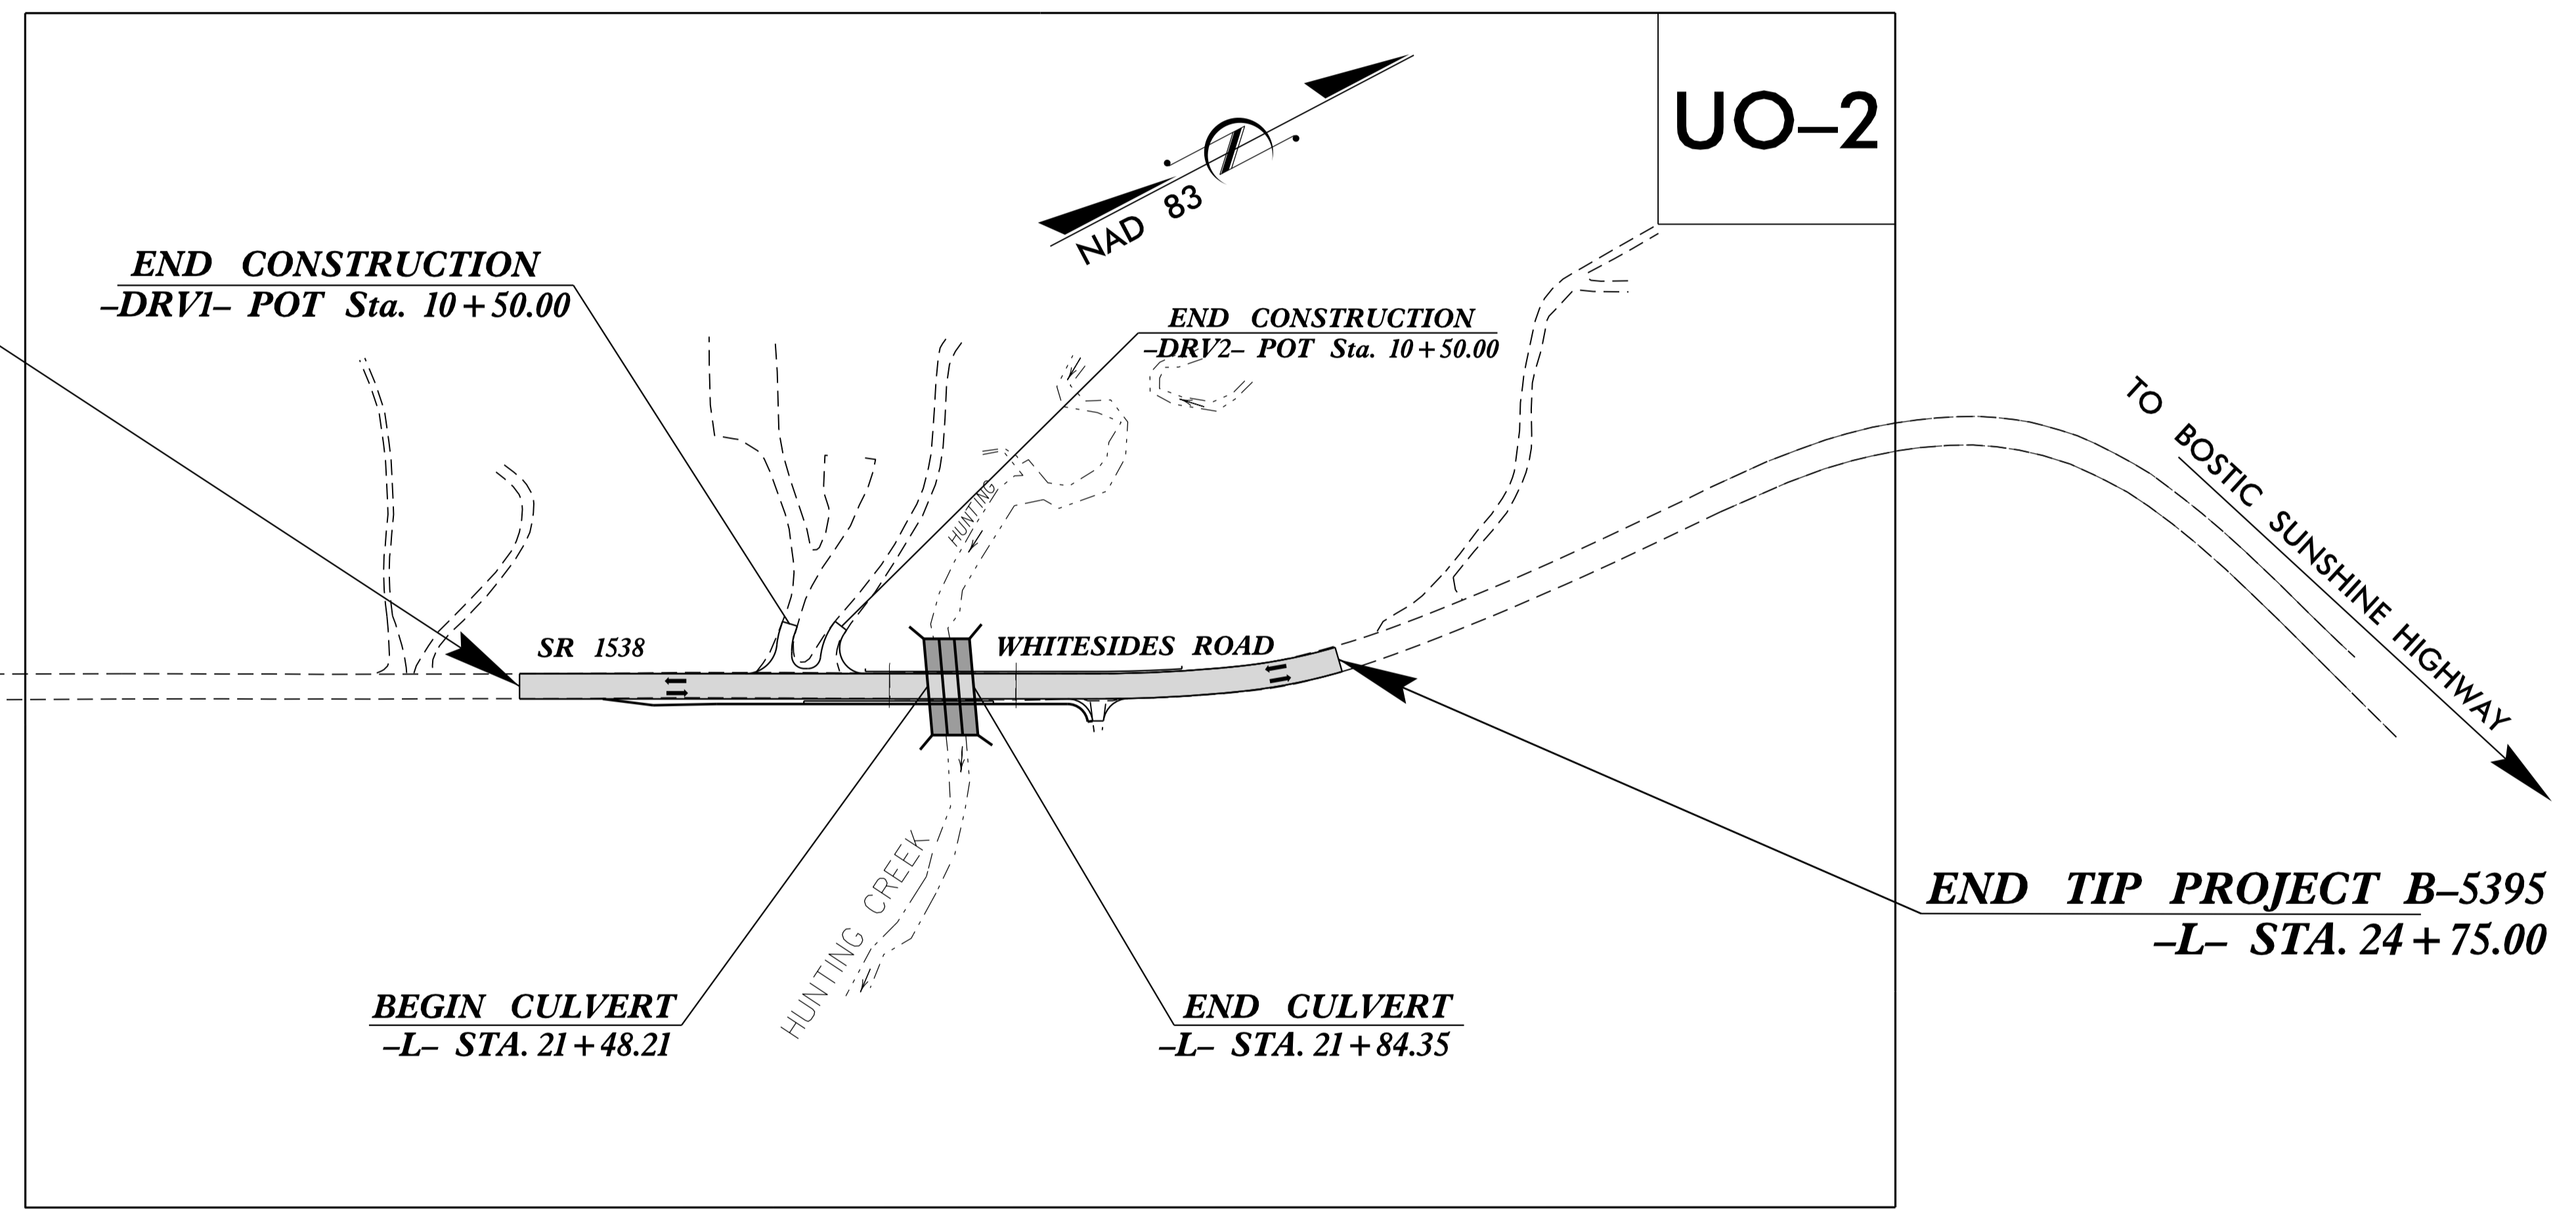 UO–2
NAD 83
END CONSTRUCTION
–DRV1– POT Sta. 10+50.00
END CONSTRUCTION
–DRV2– POT Sta. 10+50.00
TO BOSTIC SUNSHINE HIGHWAY
HUNTING
SR 1538
WHITESIDES ROAD
HUNTING CREEK
END TIP PROJECT B–5395
–L– STA. 24+75.00
BEGIN CULVERT
–L– STA. 21+48.21
END CULVERT
–L– STA. 21+84.35